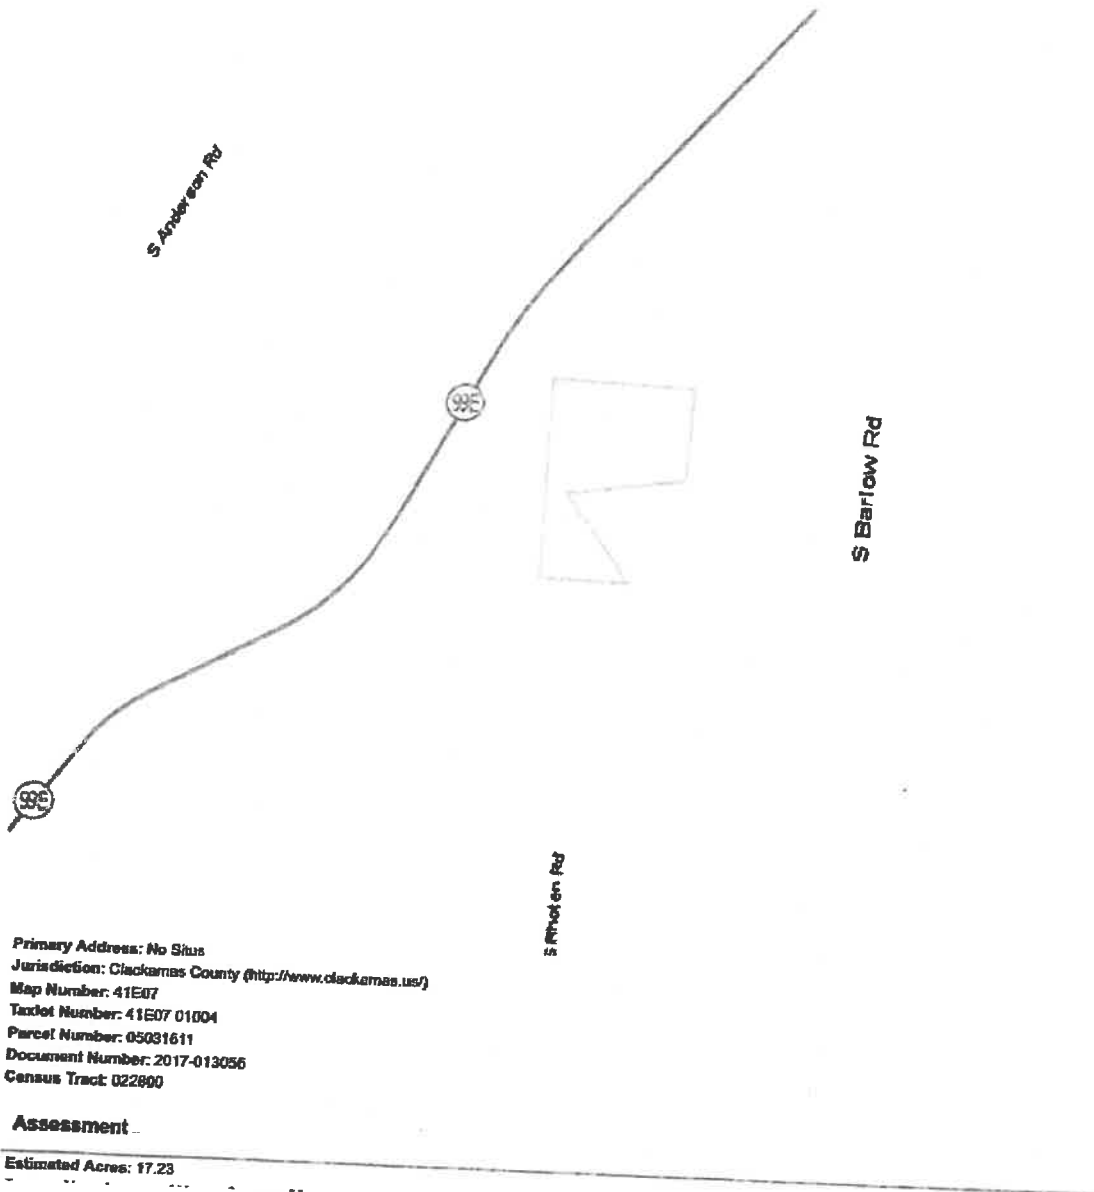 S Anderson Rd
99E
S Barlow Rd
99E
S Rhoten Rd
Primary Address: No Situs
Jurisdiction: Clackamas County (http://www.clackamas.us/)
Map Number: 41E07
Taxlot Number: 41E07 01004
Parcel Number: 05031611
Document Number: 2017-013056
Census Tract: 022800
Assessment
Estimated Acres: 17.23